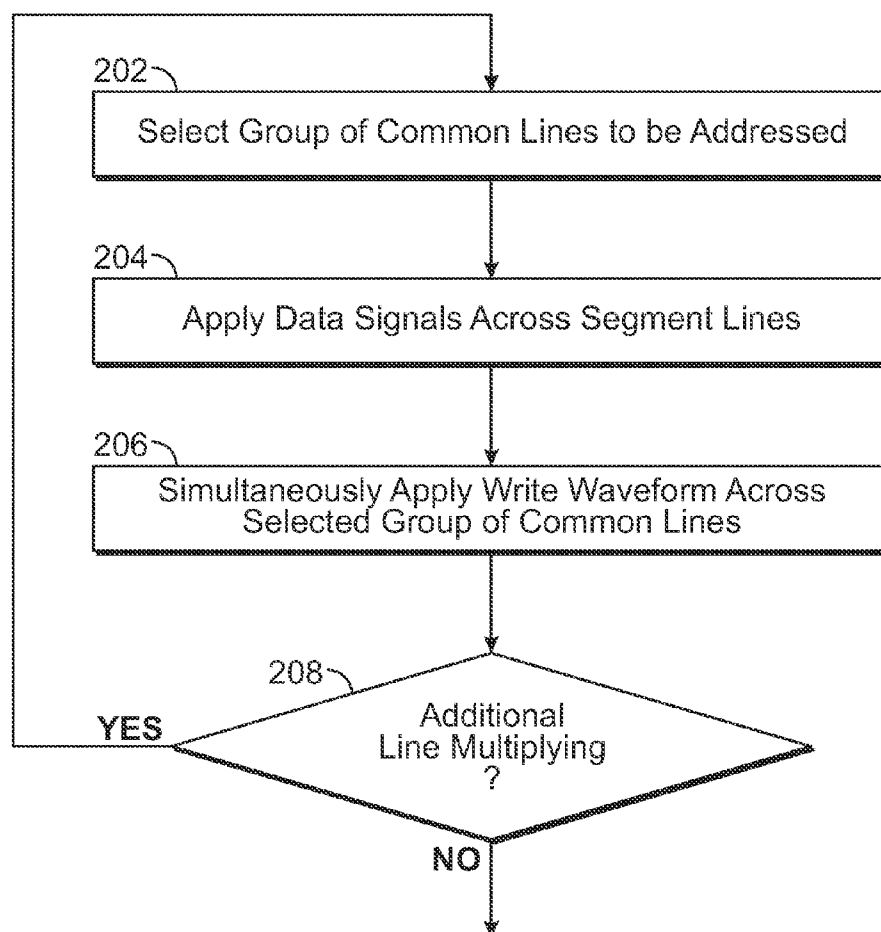 202
Select Group of Common Lines to be Addressed
204
Apply Data Signals Across Segment Lines
206
Simultaneously Apply Write Waveform Across
Selected Group of Common Lines
208
YES
Additional
Line Multiplying
?
NO